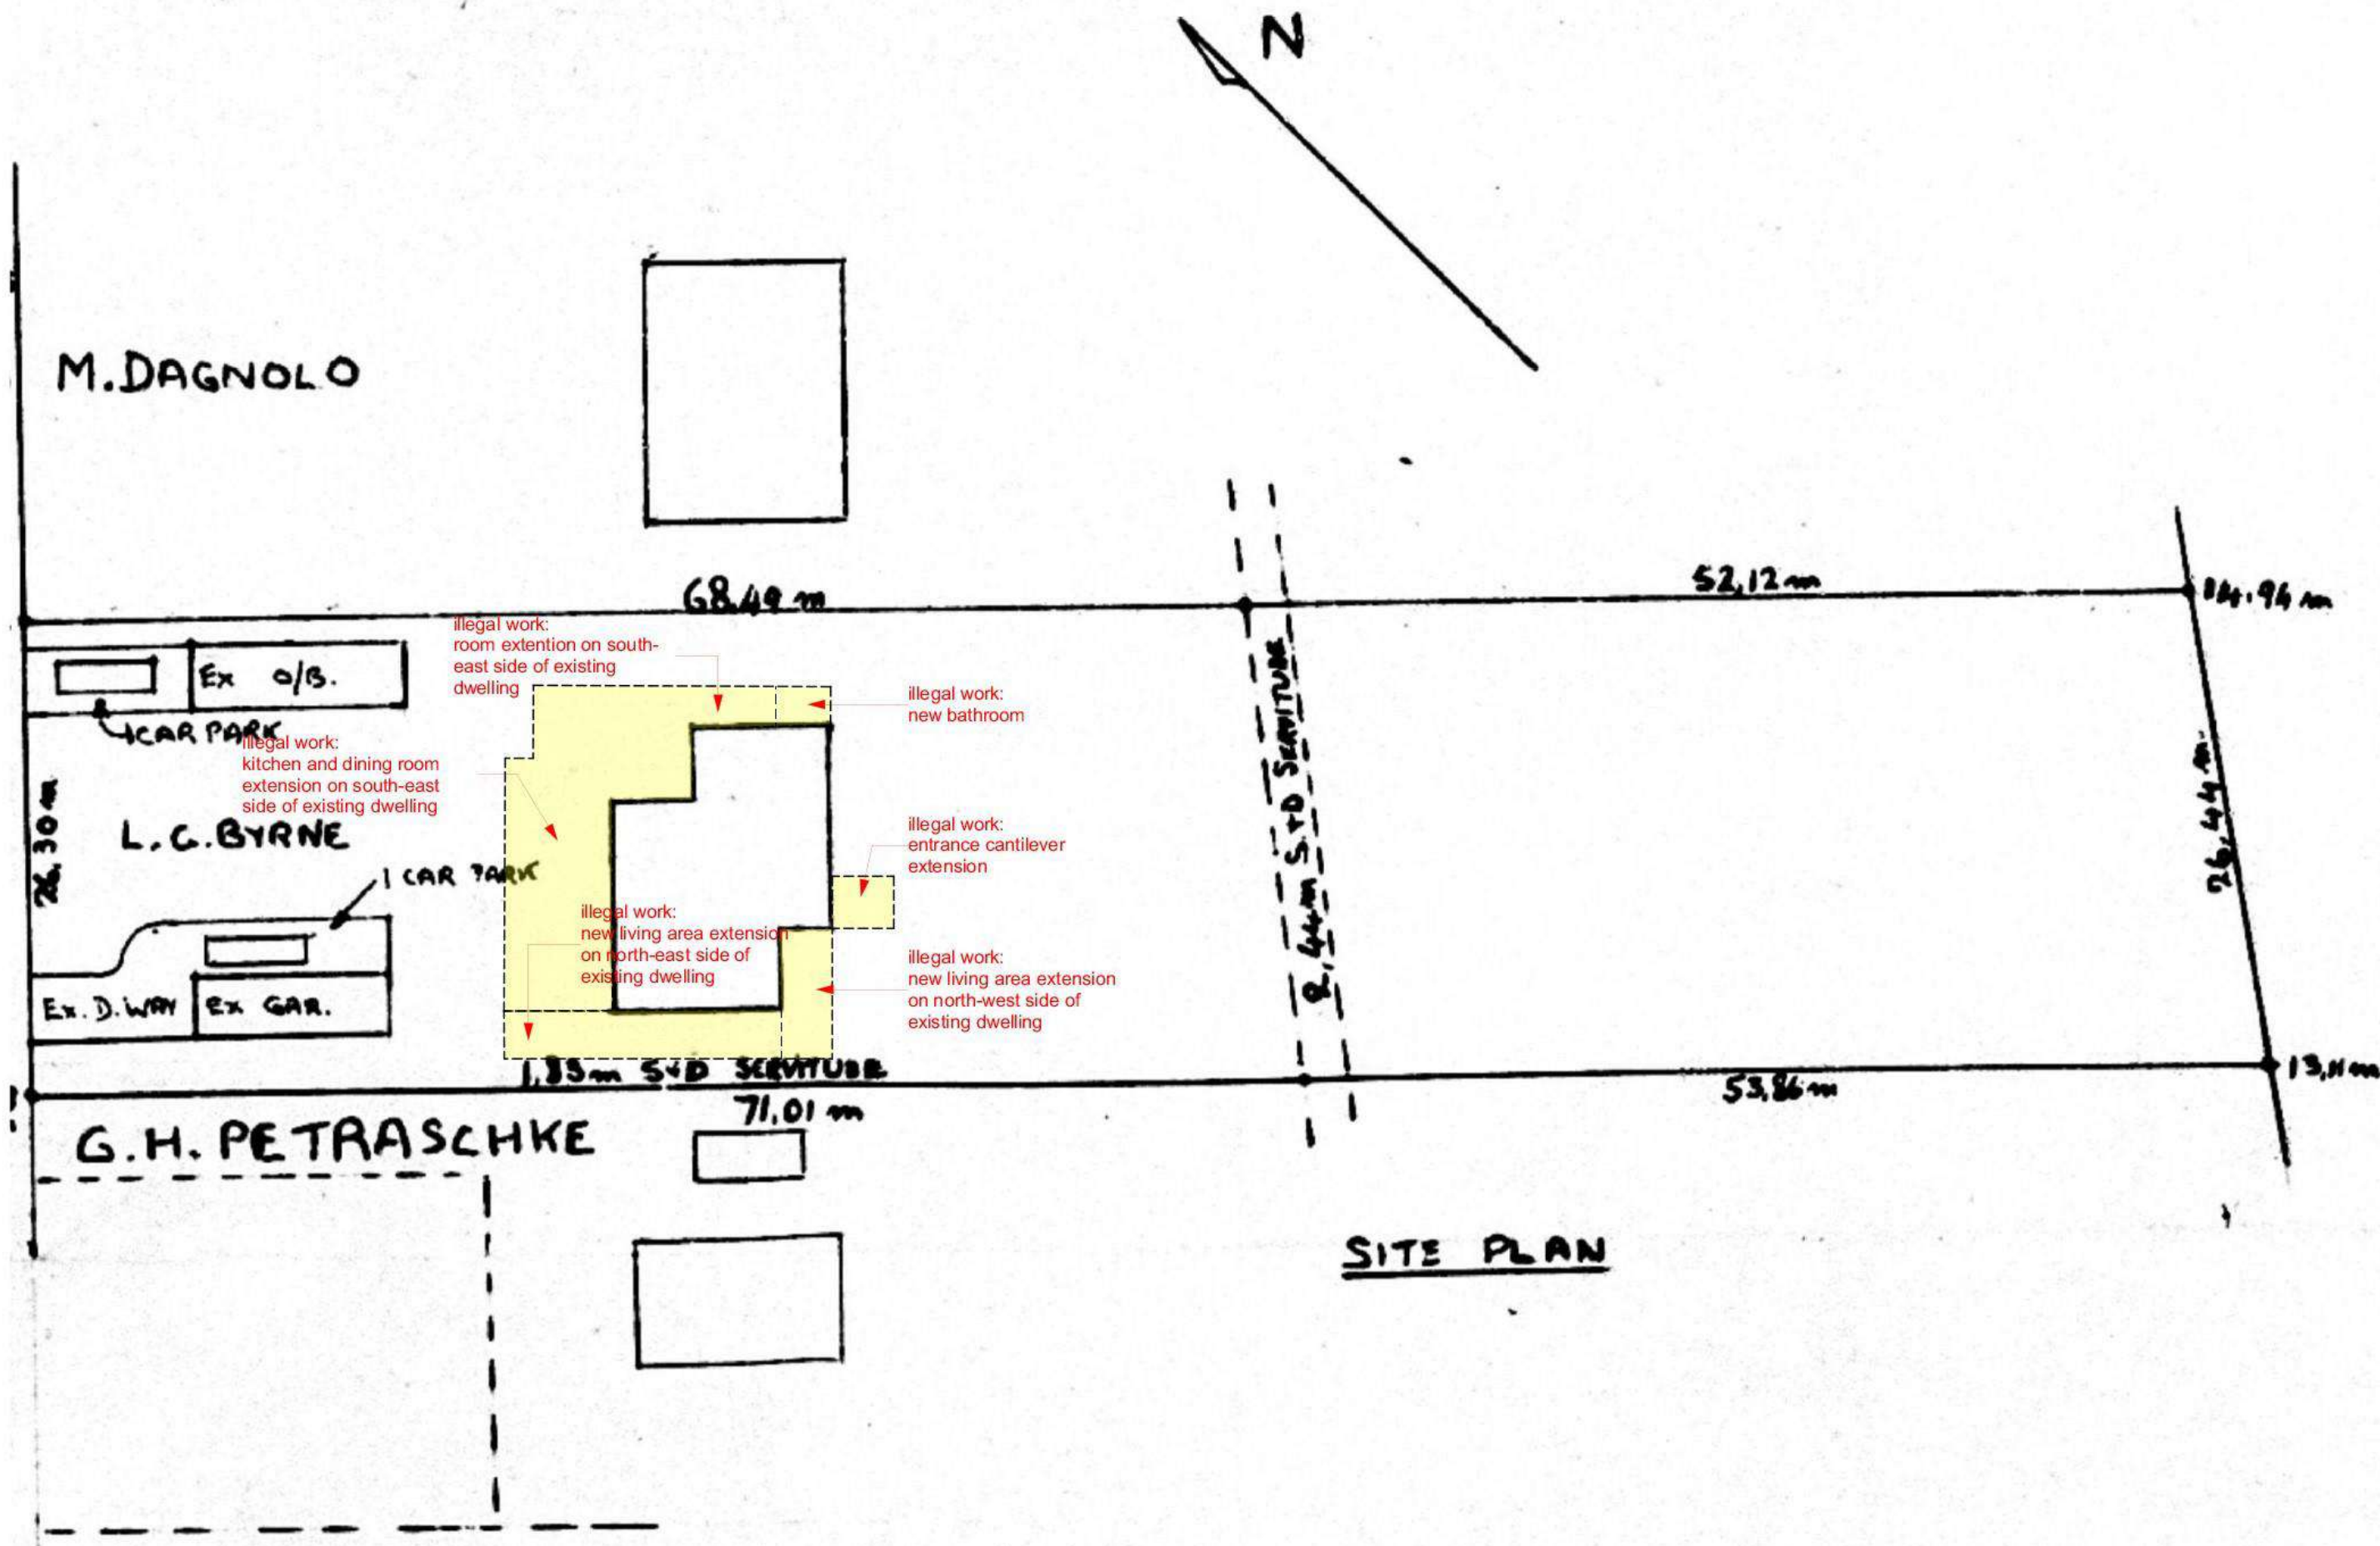 N
M. DAGNOLO
68.49 m
52,12 m
14.94 m
illegal work:
room extention on south-
east side of existing
dwelling
Ex O/B.
1 CAR PARK
illegal work:
new bathroom
illegal work:
kitchen and dining room
extension on south-east
side of existing dwelling
26,30 m
L. G. BYRNE
illegal work:
entrance cantilever
extension
2,44m S.+D SERVITUDE
26,44 m.
1 CAR PARK
illegal work:
new living area extension
on north-east side of
existing dwelling
illegal work:
new living area extension
on north-west side of
existing dwelling
Ex. D. WAY
Ex GAR.
1,83m S+D SERVITUDE
71,01 m
53,86 m
G. H. PETRASCHKE
SITE PLAN